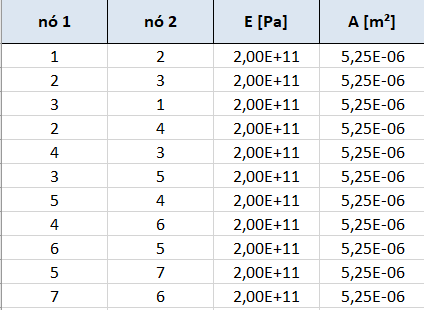 nó 1 nó 2 E [Pa] A [m²]
1 2 2,00E+11 5,25E-06
2 3 2,00E+11 5,25E-06
3 1 2,00E+11 5,25E-06
2 4 2,00E+11 5,25E-06
4 3 2,00E+11 5,25E-06
3 5 2,00E+11 5,25E-06
5 4 2,00E+11 5,25E-06
4 6 2,00E+11 5,25E-06
6 5 2,00E+11 5,25E-06
5 7 2,00E+11 5,25E-06
7 6 2,00E+11 5,25E-06